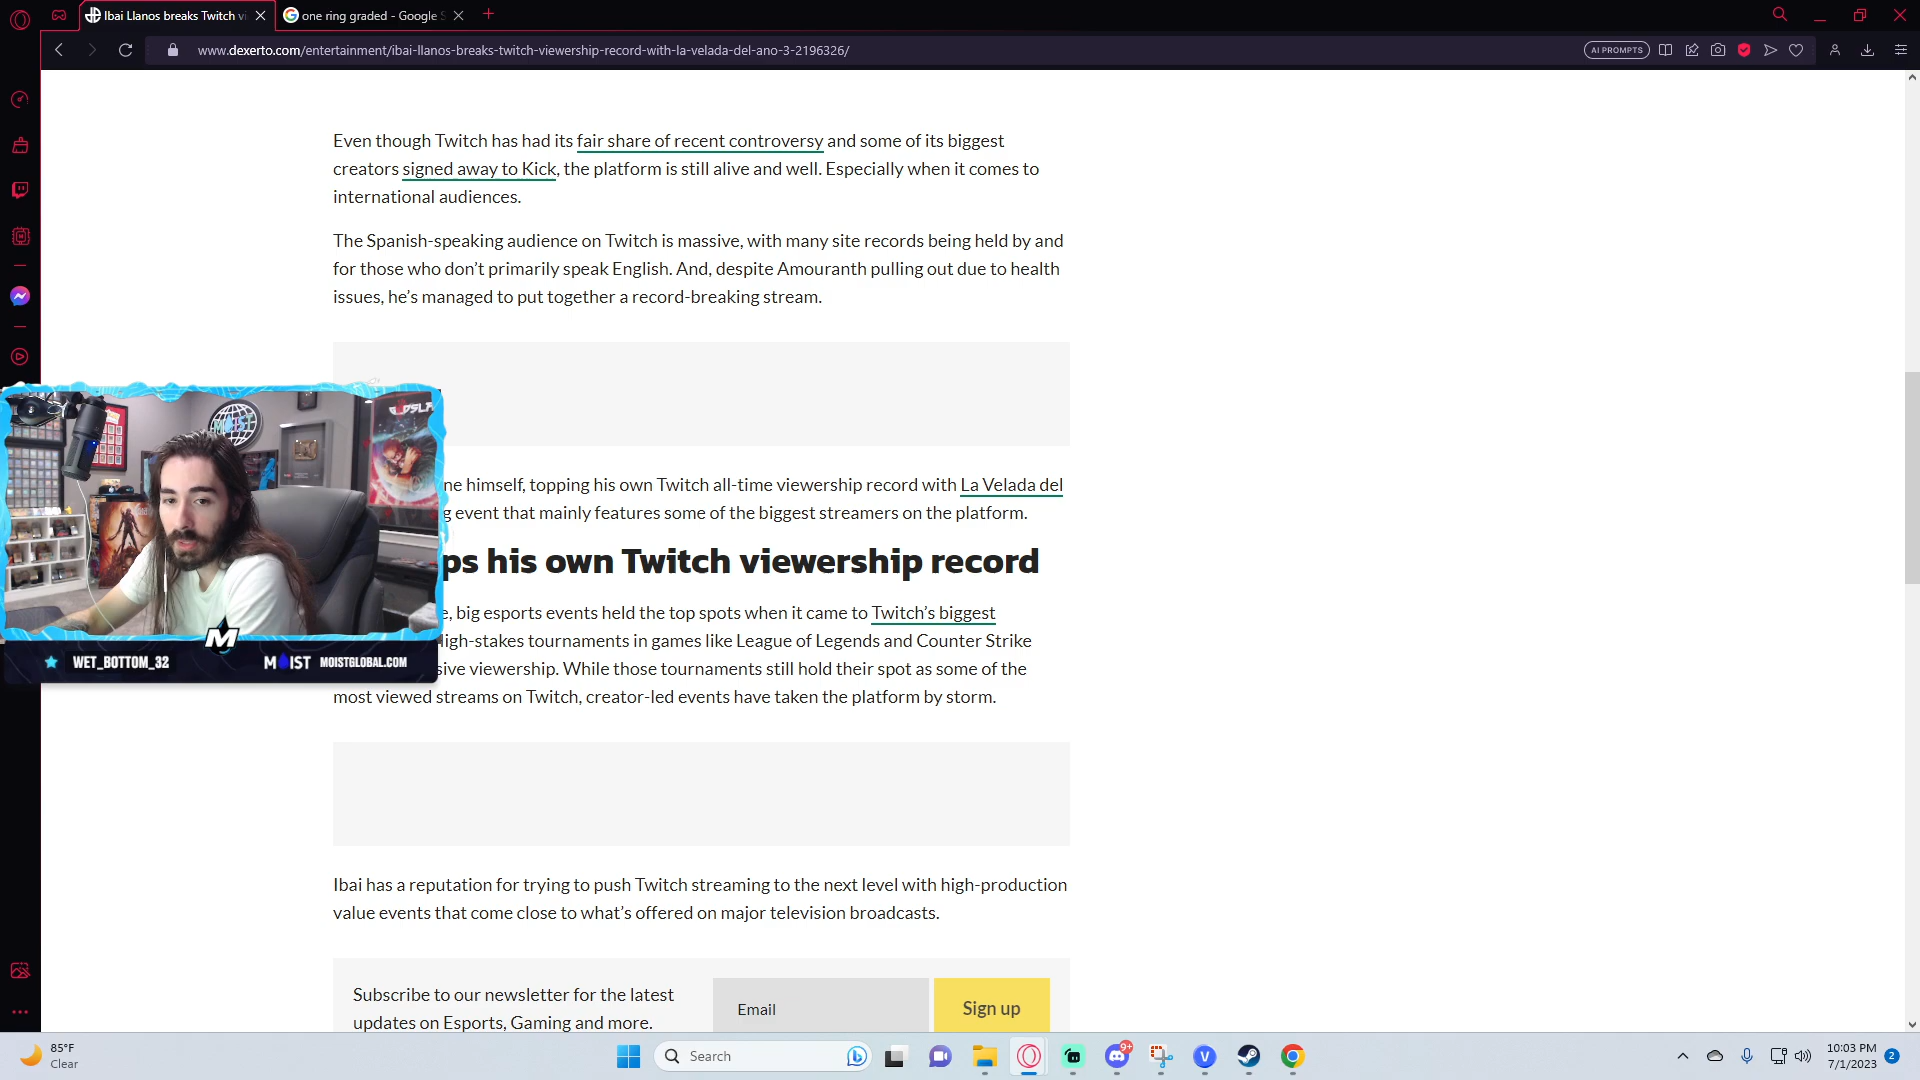 Ibai Llanos breaks Twitch vi
one ring graded - Google S
www.dexerto.com/entertainment/ibai-llanos-breaks-twitch-viewership-record-with-la-velada-del-ano-3-2196326/
AI PROMPTS
Even though Twitch has had its fair share of recent controversy and some of its biggest
creators signed away to Kick, the platform is still alive and well. Especially when it comes to
international audiences.
The Spanish-speaking audience on Twitch is massive, with many site records being held by and
for those who don’t primarily speak English. And, despite Amouranth pulling out due to health
issues, he’s managed to put together a record-breaking stream.
ne himself, topping his own Twitch all-time viewership record with La Velada del
g event that mainly features some of the biggest streamers on the platform.
ps his own Twitch viewership record
e, big esports events held the top spots when it came to Twitch’s biggest
igh-stakes tournaments in games like League of Legends and Counter Strike
sive viewership. While those tournaments still hold their spot as some of the
most viewed streams on Twitch, creator-led events have taken the platform by storm.
MOIST
M
WET_BOTTOM_32
MOIST
MOISTGLOBAL.COM
Ibai has a reputation for trying to push Twitch streaming to the next level with high-production
value events that come close to what’s offered on major television broadcasts.
Subscribe to our newsletter for the latest
updates on Esports, Gaming and more.
Email
Sign up
85°F
Clear
Search
9+
V
10:03 PM
7/1/2023
2